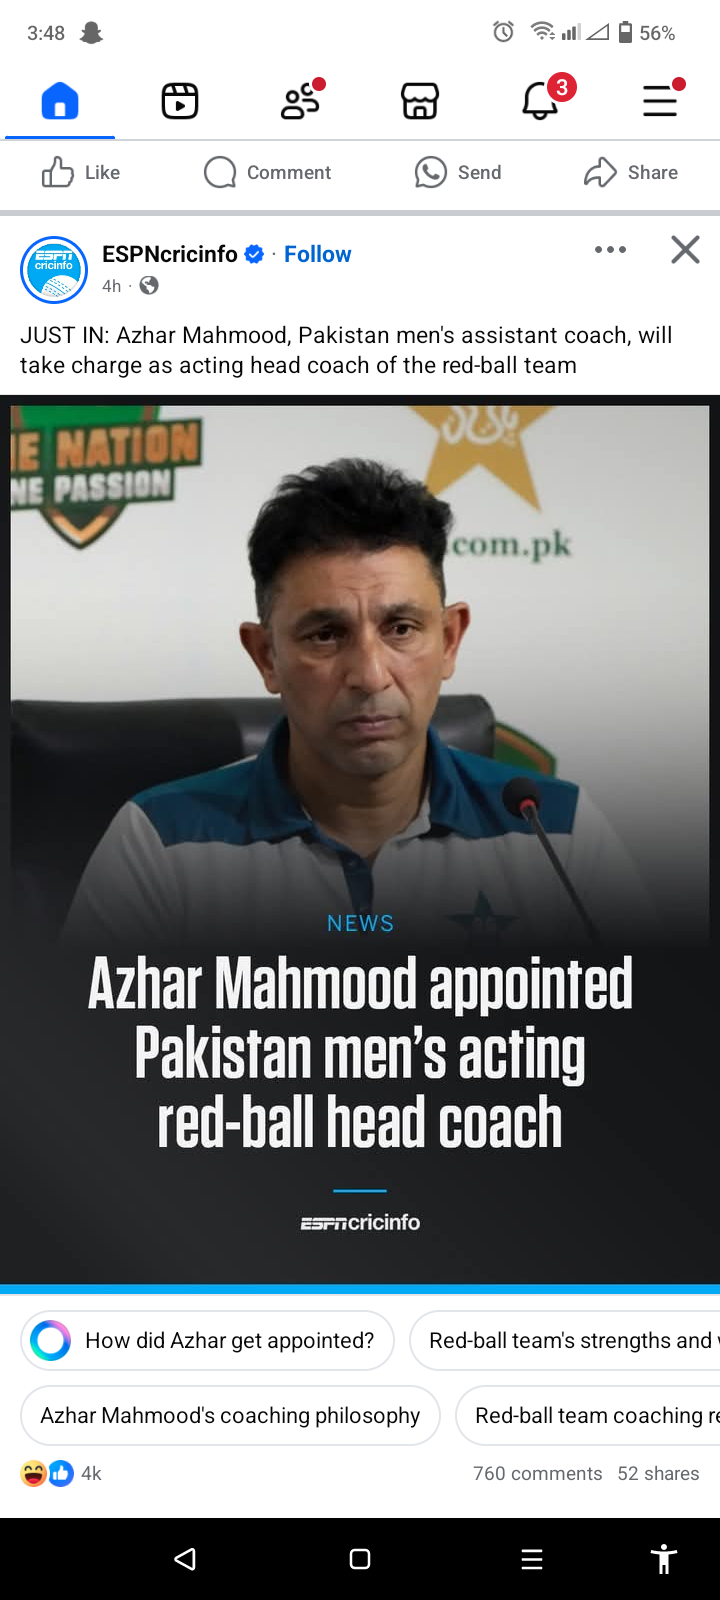 3:48
56%
3
Like
Comment
Send
Share
ESPN
cricinfo
ESPNcricinfo · Follow
4h ·
JUST IN: Azhar Mahmood, Pakistan men's assistant coach, will
take charge as acting head coach of the red-ball team
E NATION
NE PASSION
.com.pk
NEWS
Azhar Mahmood appointed
Pakistan men's acting
red-ball head coach
ESPNcricinfo
How did Azhar get appointed?
Red-ball team's strengths and
Azhar Mahmood's coaching philosophy
Red-ball team coaching re
4k
760 comments
52 shares